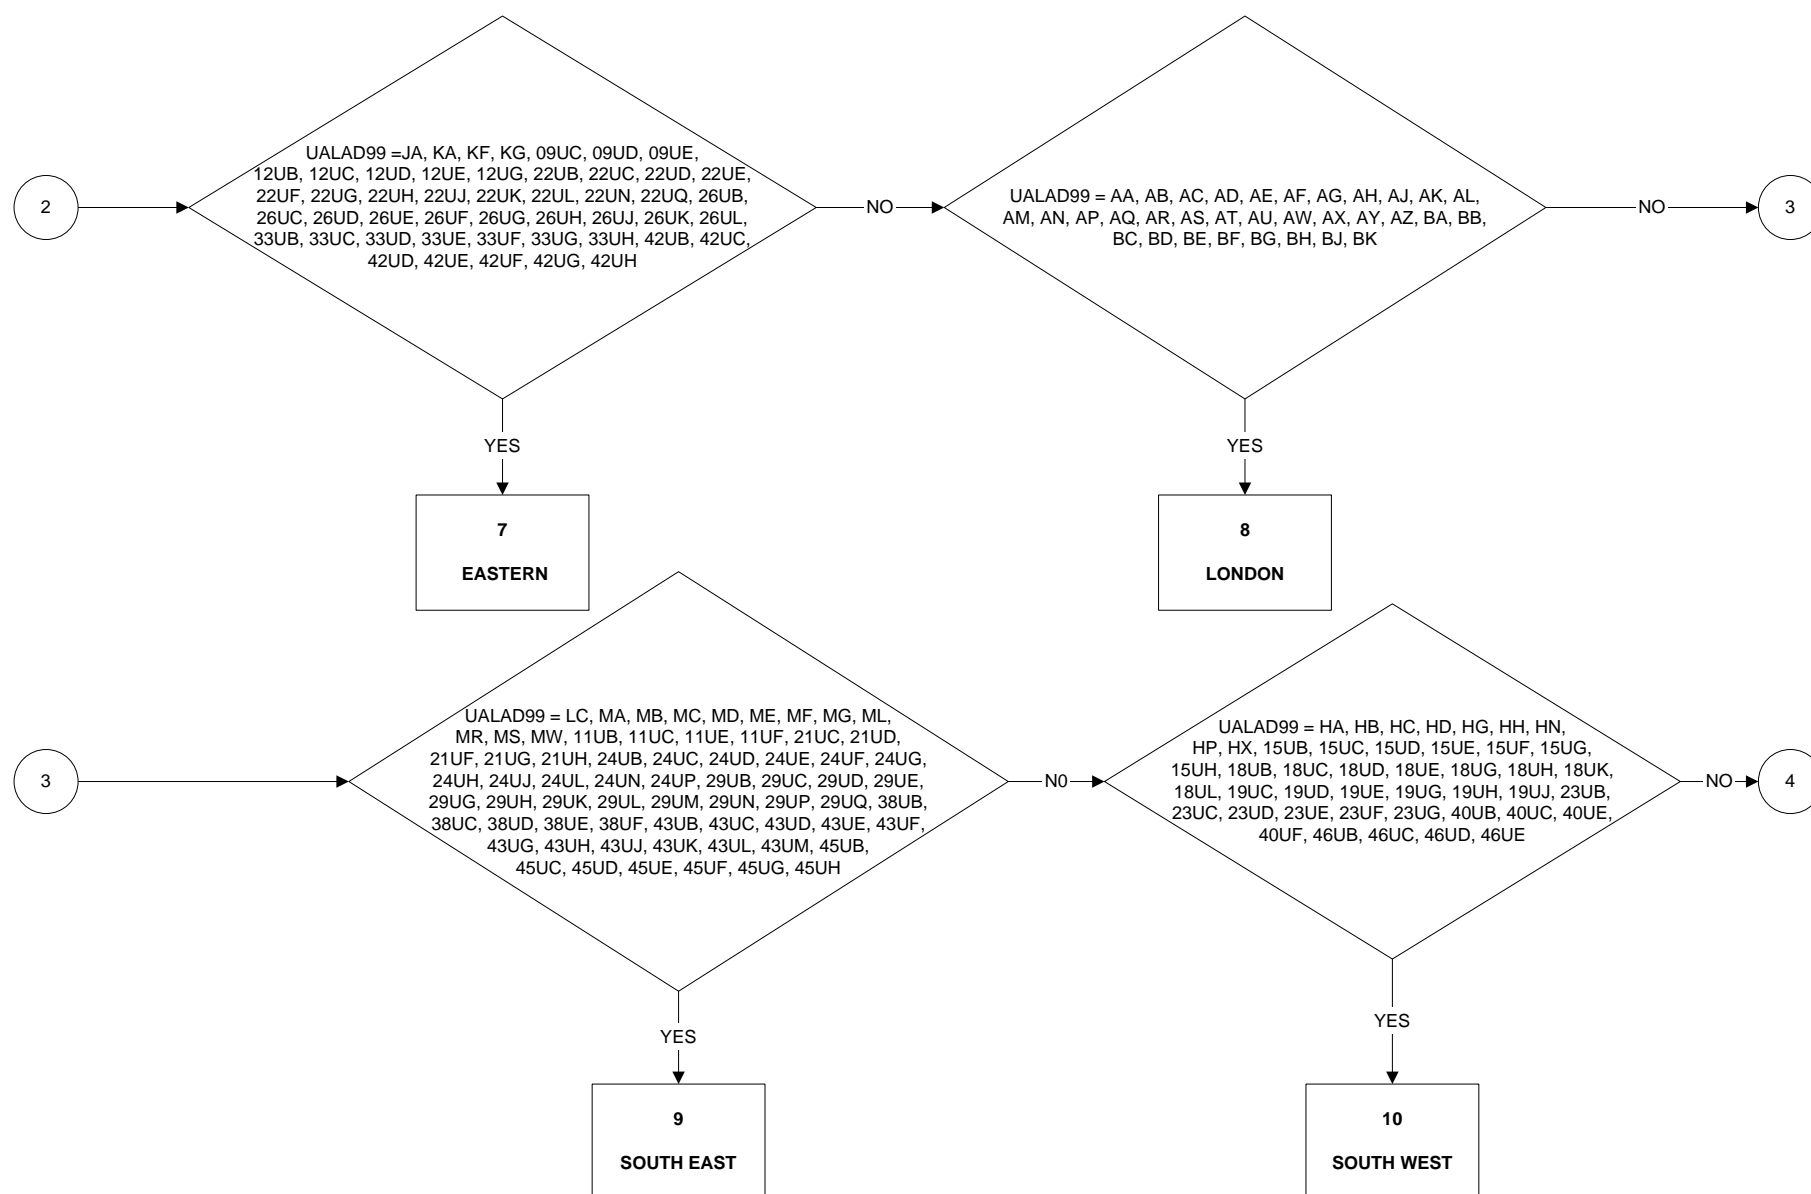 UALAD99 =JA, KA, KF, KG, 09UC, 09UD, 09UE,
12UB, 12UC, 12UD, 12UE, 12UG, 22UB, 22UC, 22UD, 22UE,
22UF, 22UG, 22UH, 22UJ, 22UK, 22UL, 22UN, 22UQ, 26UB,
26UC, 26UD, 26UE, 26UF, 26UG, 26UH, 26UJ, 26UK, 26UL,
33UB, 33UC, 33UD, 33UE, 33UF, 33UG, 33UH, 42UB, 42UC,
42UD, 42UE, 42UF, 42UG, 42UH
2
NO
UALAD99 = AA, AB, AC, AD, AE, AF, AG, AH, AJ, AK, AL,
AM, AN, AP, AQ, AR, AS, AT, AU, AW, AX, AY, AZ, BA, BB,
BC, BD, BE, BF, BG, BH, BJ, BK
NO
3
YES
YES
7
EASTERN
8
LONDON
3
UALAD99 = LC, MA, MB, MC, MD, ME, MF, MG, ML,
MR, MS, MW, 11UB, 11UC, 11UE, 11UF, 21UC, 21UD,
21UF, 21UG, 21UH, 24UB, 24UC, 24UD, 24UE, 24UF, 24UG,
24UH, 24UJ, 24UL, 24UN, 24UP, 29UB, 29UC, 29UD, 29UE,
29UG, 29UH, 29UK, 29UL, 29UM, 29UN, 29UP, 29UQ, 38UB,
38UC, 38UD, 38UE, 38UF, 43UB, 43UC, 43UD, 43UE, 43UF,
43UG, 43UH, 43UJ, 43UK, 43UL, 43UM, 45UB,
45UC, 45UD, 45UE, 45UF, 45UG, 45UH
N0
UALAD99 = HA, HB, HC, HD, HG, HH, HN,
HP, HX, 15UB, 15UC, 15UD, 15UE, 15UF, 15UG,
15UH, 18UB, 18UC, 18UD, 18UE, 18UG, 18UH, 18UK,
18UL, 19UC, 19UD, 19UE, 19UG, 19UH, 19UJ, 23UB,
23UC, 23UD, 23UE, 23UF, 23UG, 40UB, 40UC, 40UE,
40UF, 46UB, 46UC, 46UD, 46UE
NO
4
YES
YES
9
SOUTH EAST
10
SOUTH WEST